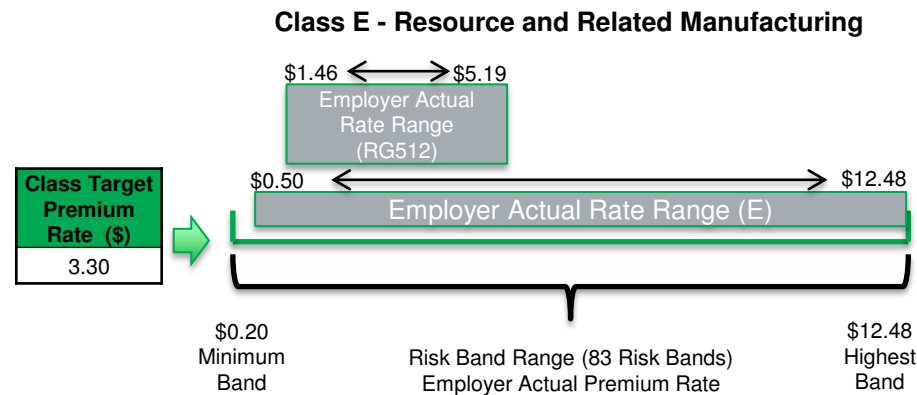 Class E - Resource and Related Manufacturing
$1.46 $5.19
Employer Actual
Rate Range
(RG512)
$0.50 $12.48
Employer Actual Rate Range (E)
Class Target
Premium
Rate ($)
3.30
$0.20
Minimum
Band
Risk Band Range (83 Risk Bands)
Employer Actual Premium Rate
$12.48
Highest
Band